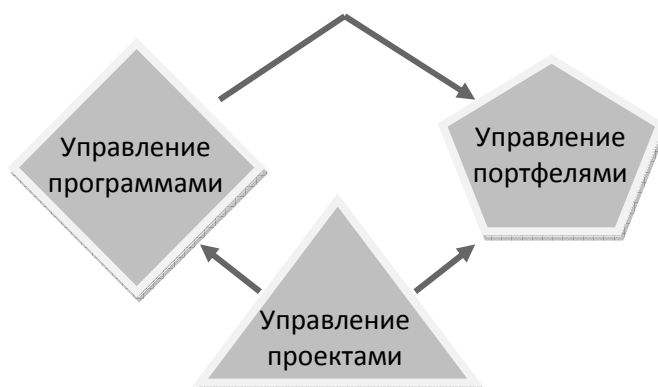 Управление
программами
Управление
портфелями
Управление
проектами